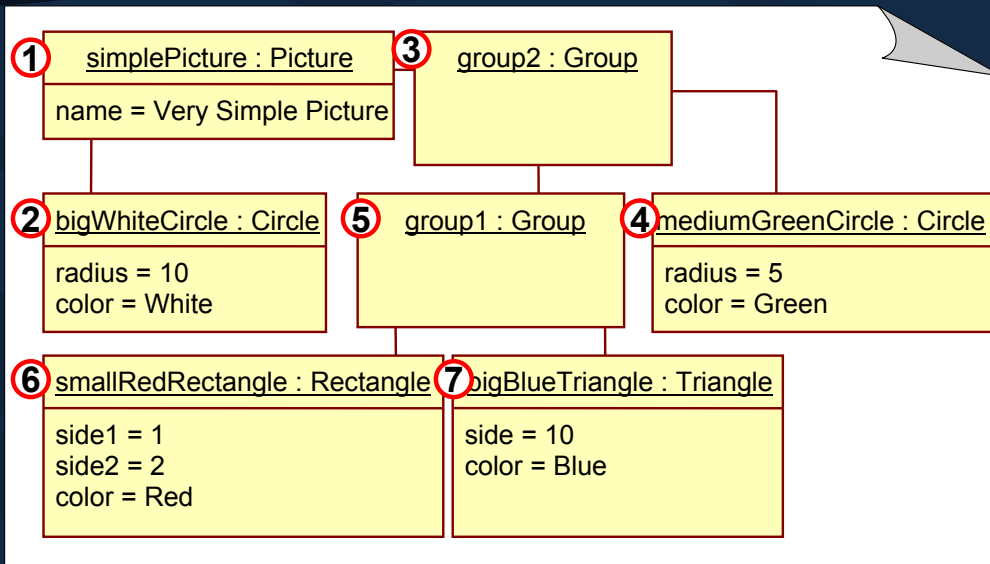 1
simplePicture : Picture
name = Very Simple Picture
3
group2 : Group
2
bigWhiteCircle : Circle
radius = 10
color = White
5
group1 : Group
4
mediumGreenCircle : Circle
radius = 5
color = Green
6
smallRedRectangle : Rectangle
side1 = 1
side2 = 2
color = Red
7
bigBlueTriangle : Triangle
side = 10
color = Blue